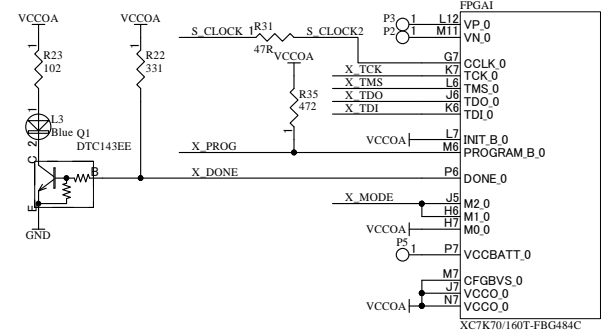 FPGAI
VCCOA VCCOA
P3 1 L12 VP_0
S_CLOCK 1 R31 S_CLOCK2 P2 1 M11 VN_0
47R
VCCOA
R23 R22
102 331
G7 CCLK_0
X_TCK K7 TCK_0
X_TMS L6 TMS_0
R35 X_TDO J6 TDO_0
472 X_TDI K6 TDI_0
1
L3
Blue Q1
2 DTC143EE
1
VCCOA L7 INIT_B_0
X_PROG M6 PROGRAM_B_0
C
B X_DONE P6 DONE_0
X_MODE J5 M2_0
H6 M1_0
E
VCCOA H7 M0_0
GND
P5 1 P7 VCCBATT_0
M7 CFGBVS_0
J7 VCCO_0
VCCOA N7 VCCO_0
XC7K70/160T-FBG484C